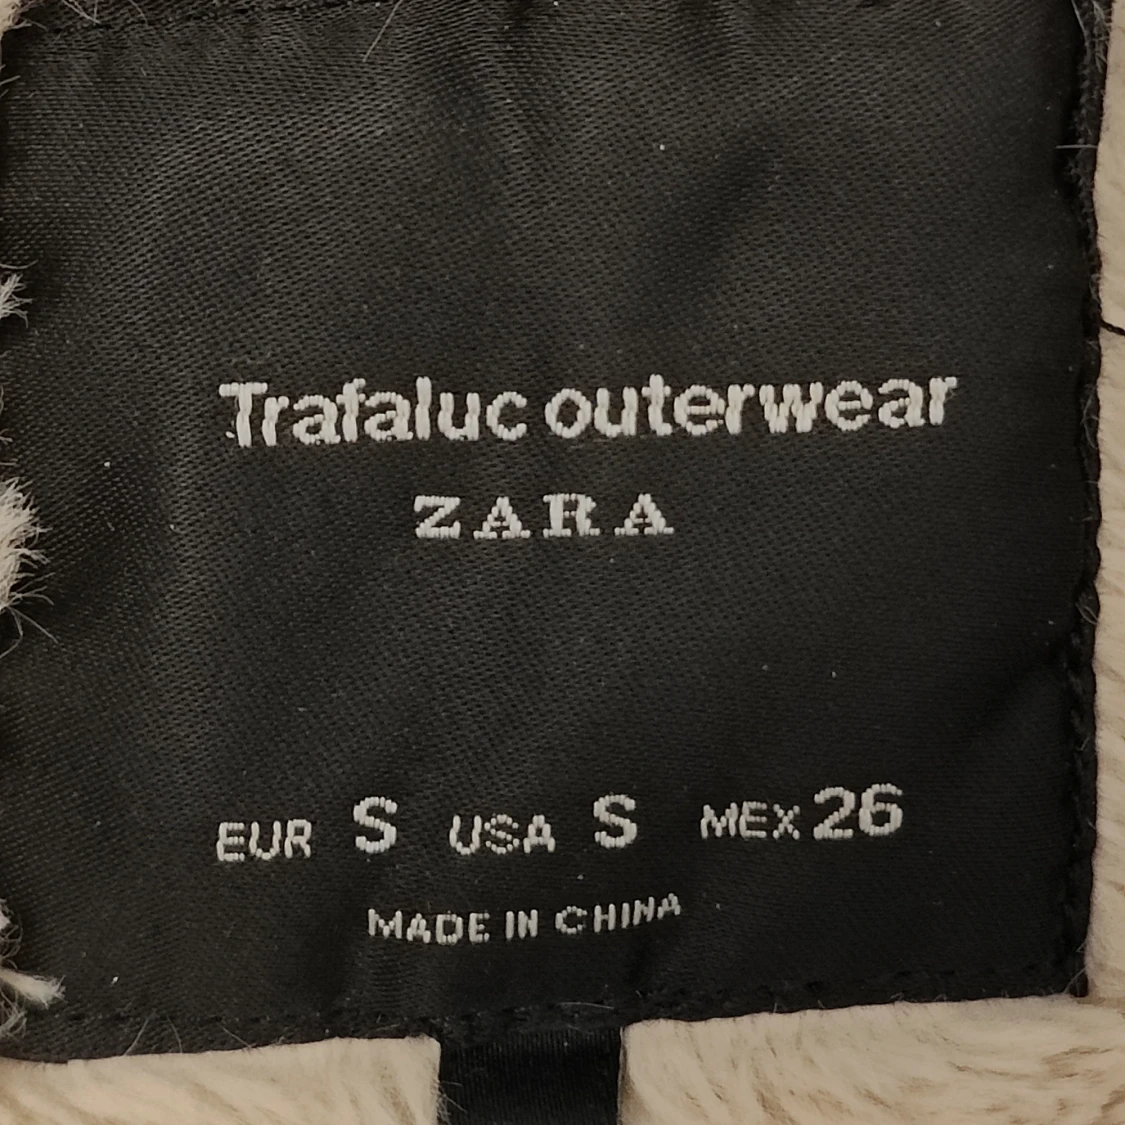 Trafaluc outerwear
ZARA
EUR S USA S MEX 26
MADE IN CHINA